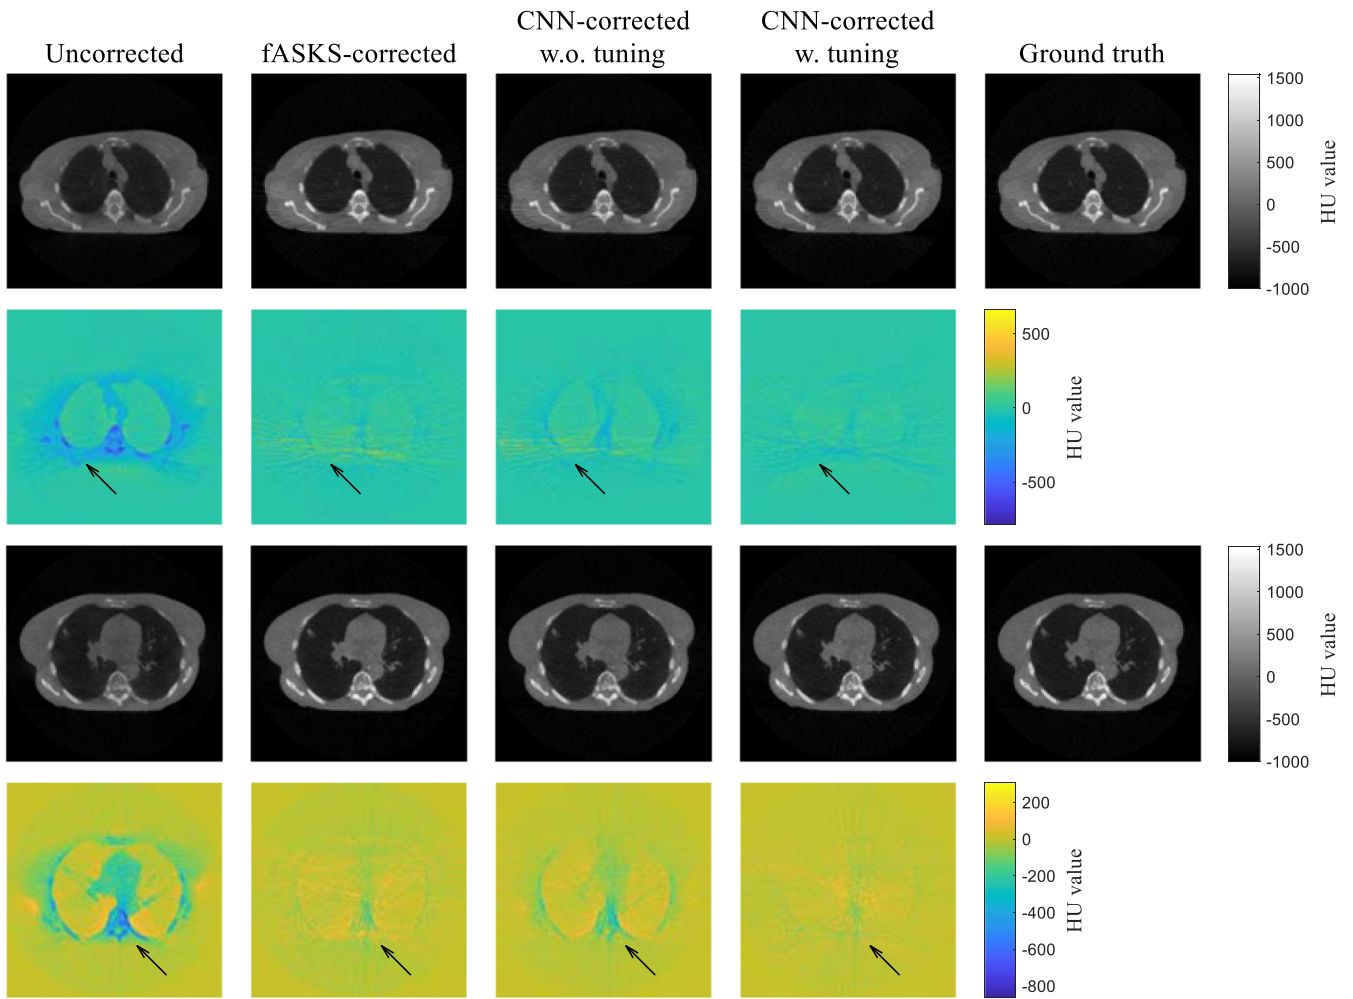 CNN-corrected
CNN-corrected
Uncorrected
fASKS-corrected
w.o. tuning
w. tuning
Ground truth
1500
1000
500
0
-500
-1000
HU value
500
0
-500
HU value
1500
1000
500
0
-500
-1000
HU value
200
0
-200
-400
-600
-800
HU value